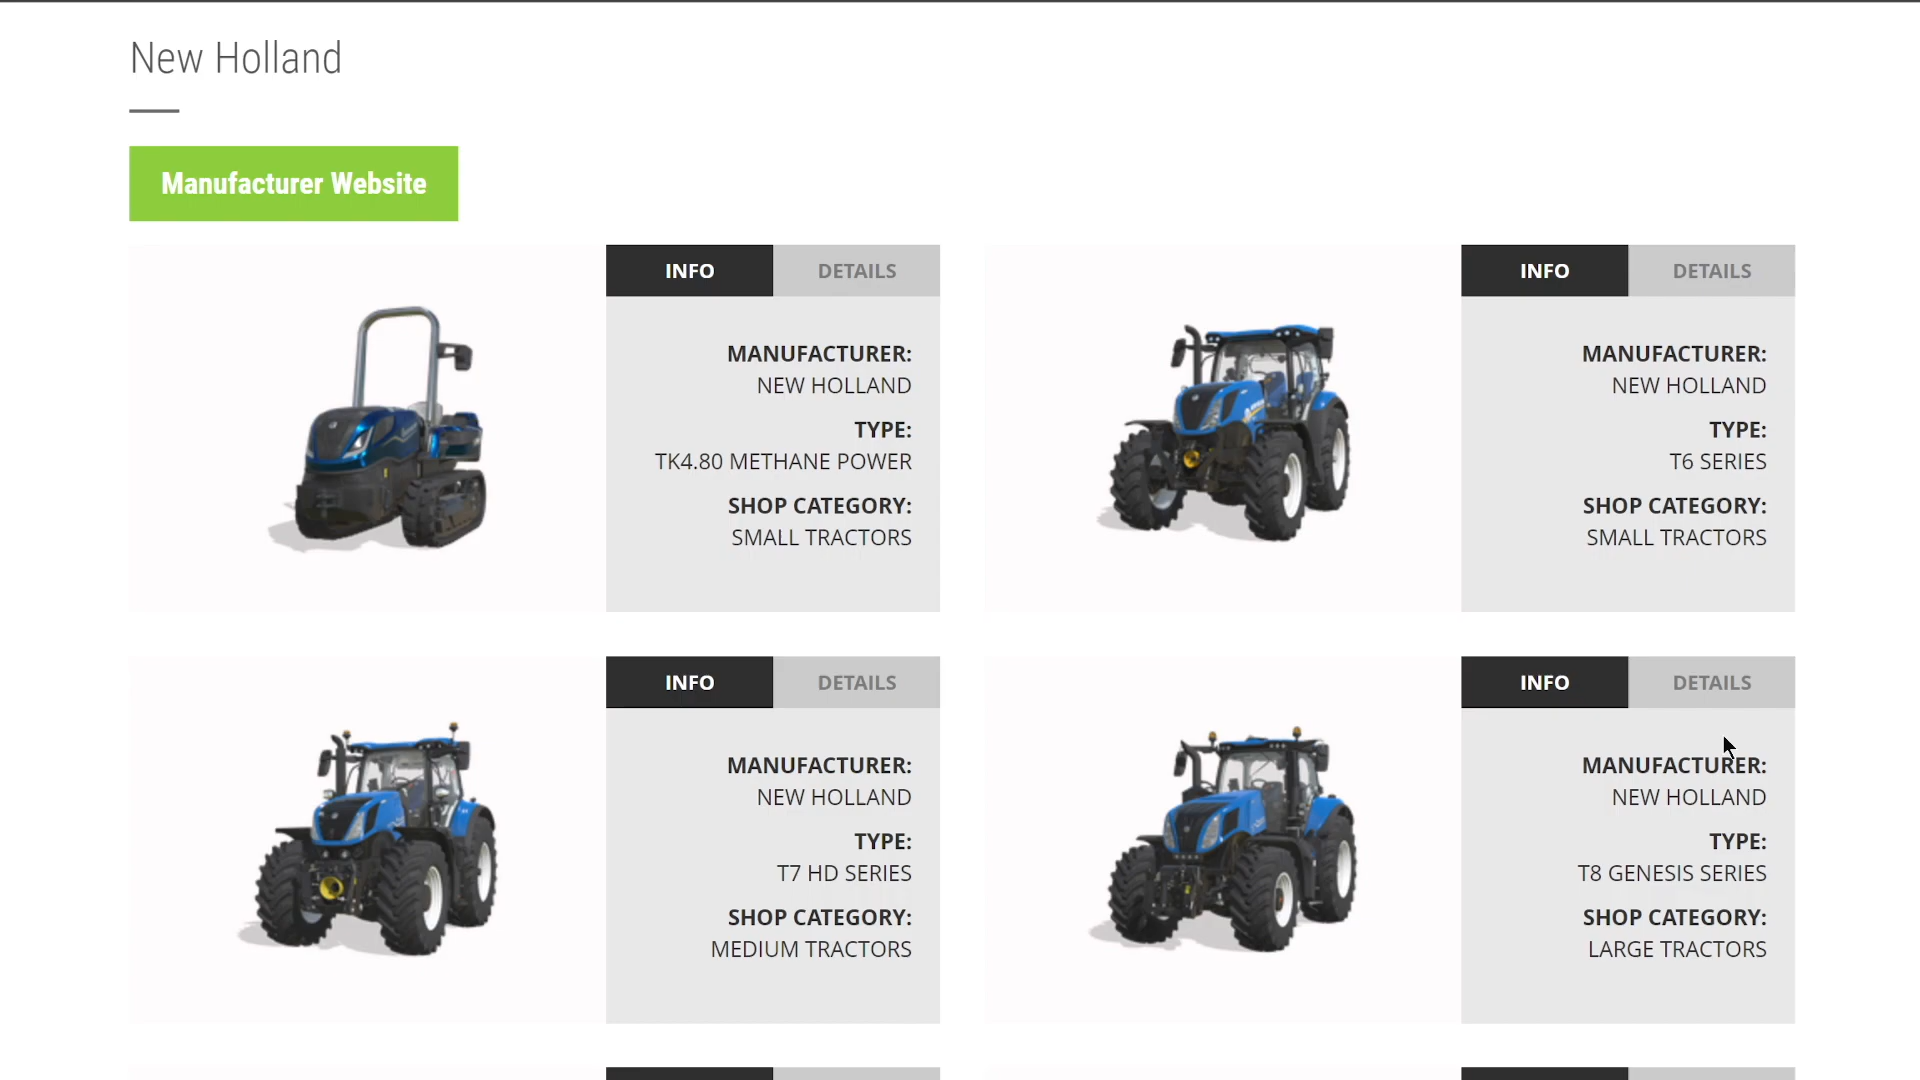 New Holland
Manufacturer Website
INFO
DETAILS
MANUFACTURER:
NEW HOLLAND
TYPE:
TK4.80 METHANE POWER
SHOP CATEGORY:
SMALL TRACTORS
INFO
DETAILS
MANUFACTURER:
NEW HOLLAND
TYPE:
T6 SERIES
SHOP CATEGORY:
SMALL TRACTORS
INFO
DETAILS
MANUFACTURER:
NEW HOLLAND
TYPE:
T7 HD SERIES
SHOP CATEGORY:
MEDIUM TRACTORS
INFO
DETAILS
MANUFACTURER:
NEW HOLLAND
TYPE:
T8 GENESIS SERIES
SHOP CATEGORY:
LARGE TRACTORS